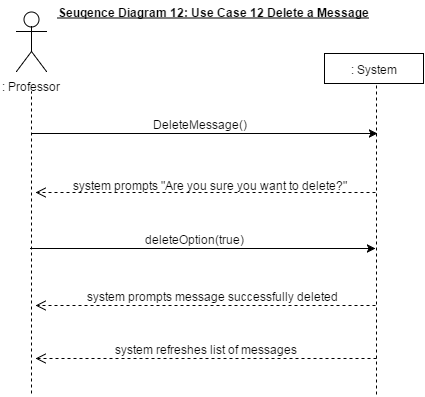 Seuqence Diagram 12: Use Case 12 Delete a Message
: System
: Professor
DeleteMessage()
system prompts "Are you sure you want to delete?"
deleteOption(true)
system prompts message successfully deleted
system refreshes list of messages